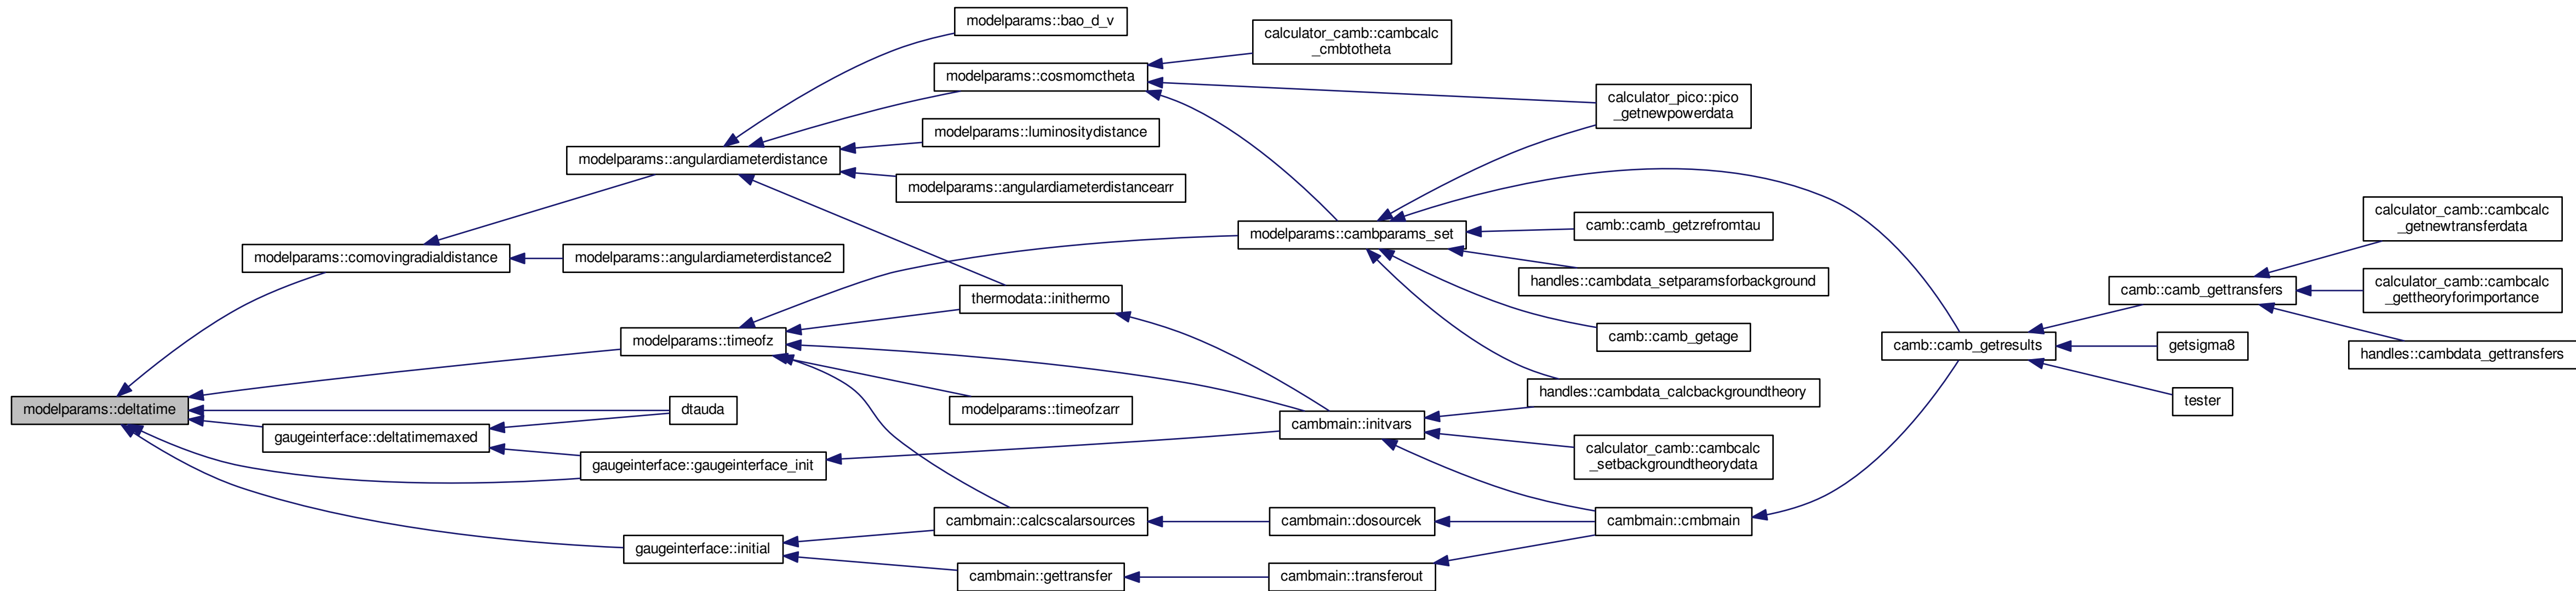 modelparams::bao_d_v
calculator_camb::cambcalc
_cmbtotheta
modelparams::cosmomctheta
calculator_pico::pico
_getnewpowerdata
modelparams::luminositydistance
modelparams::angulardiameterdistance
modelparams::angulardiameterdistancearr
calculator_camb::cambcalc
_getnewtransferdata
camb::camb_getzrefromtau
modelparams::cambparams_set
modelparams::comovingradialdistance
modelparams::angulardiameterdistance2
handles::cambdata_setparamsforbackground
camb::camb_gettransfers
calculator_camb::cambcalc
_gettheoryforimportance
thermodata::inithermo
camb::camb_getage
modelparams::timeofz
camb::camb_getresults
getsigma8
handles::cambdata_gettransfers
handles::cambdata_calcbackgroundtheory
tester
modelparams::deltatime
dtauda
modelparams::timeofzarr
cambmain::initvars
gaugeinterface::deltatimemaxed
calculator_camb::cambcalc
_setbackgroundtheorydata
gaugeinterface::gaugeinterface_init
cambmain::calcscalarsources
cambmain::dosourcek
cambmain::cmbmain
gaugeinterface::initial
cambmain::gettransfer
cambmain::transferout